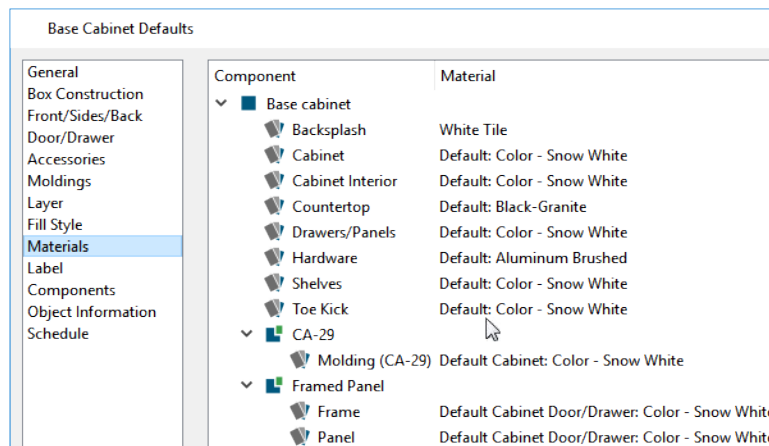 Base Cabinet Defaults
General
Box Construction
Front/Sides/Back
Door/Drawer
Accessories
Moldings
Layer
Fill Style
Materials
Label
Components
Object Information
Schedule
Component Material
Base cabinet
Backsplash White Tile
Cabinet Default: Color - Snow White
Cabinet Interior Default: Color - Snow White
Countertop Default: Black-Granite
Drawers/Panels Default: Color - Snow White
Hardware Default: Aluminum Brushed
Shelves Default: Color - Snow White
Toe Kick Default: Color - Snow White
CA-29
Molding (CA-29) Default Cabinet: Color - Snow White
Framed Panel
Frame Default Cabinet Door/Drawer: Color - Snow White
Panel Default Cabinet Door/Drawer: Color - Snow White